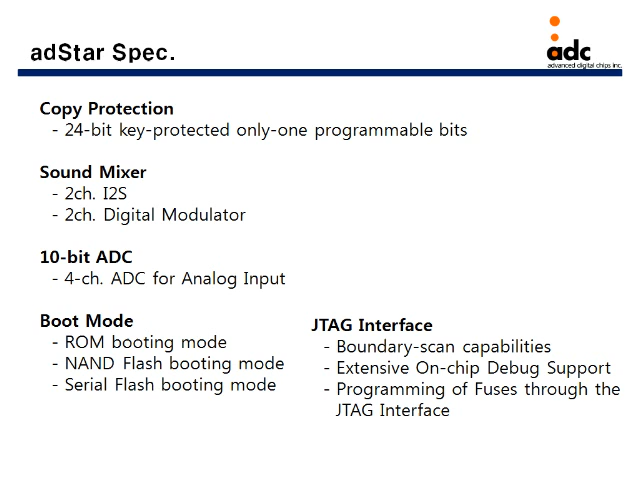 adStar Spec.
adc
advanced digital chips inc.
Copy Protection
- 24-bit key-protected only-one programmable bits
Sound Mixer
- 2ch. I2S
- 2ch. Digital Modulator
10-bit ADC
- 4-ch. ADC for Analog Input
Boot Mode
- ROM booting mode
- NAND Flash booting mode
- Serial Flash booting mode
JTAG Interface
- Boundary-scan capabilities
- Extensive On-chip Debug Support
- Programming of Fuses through the
JTAG Interface